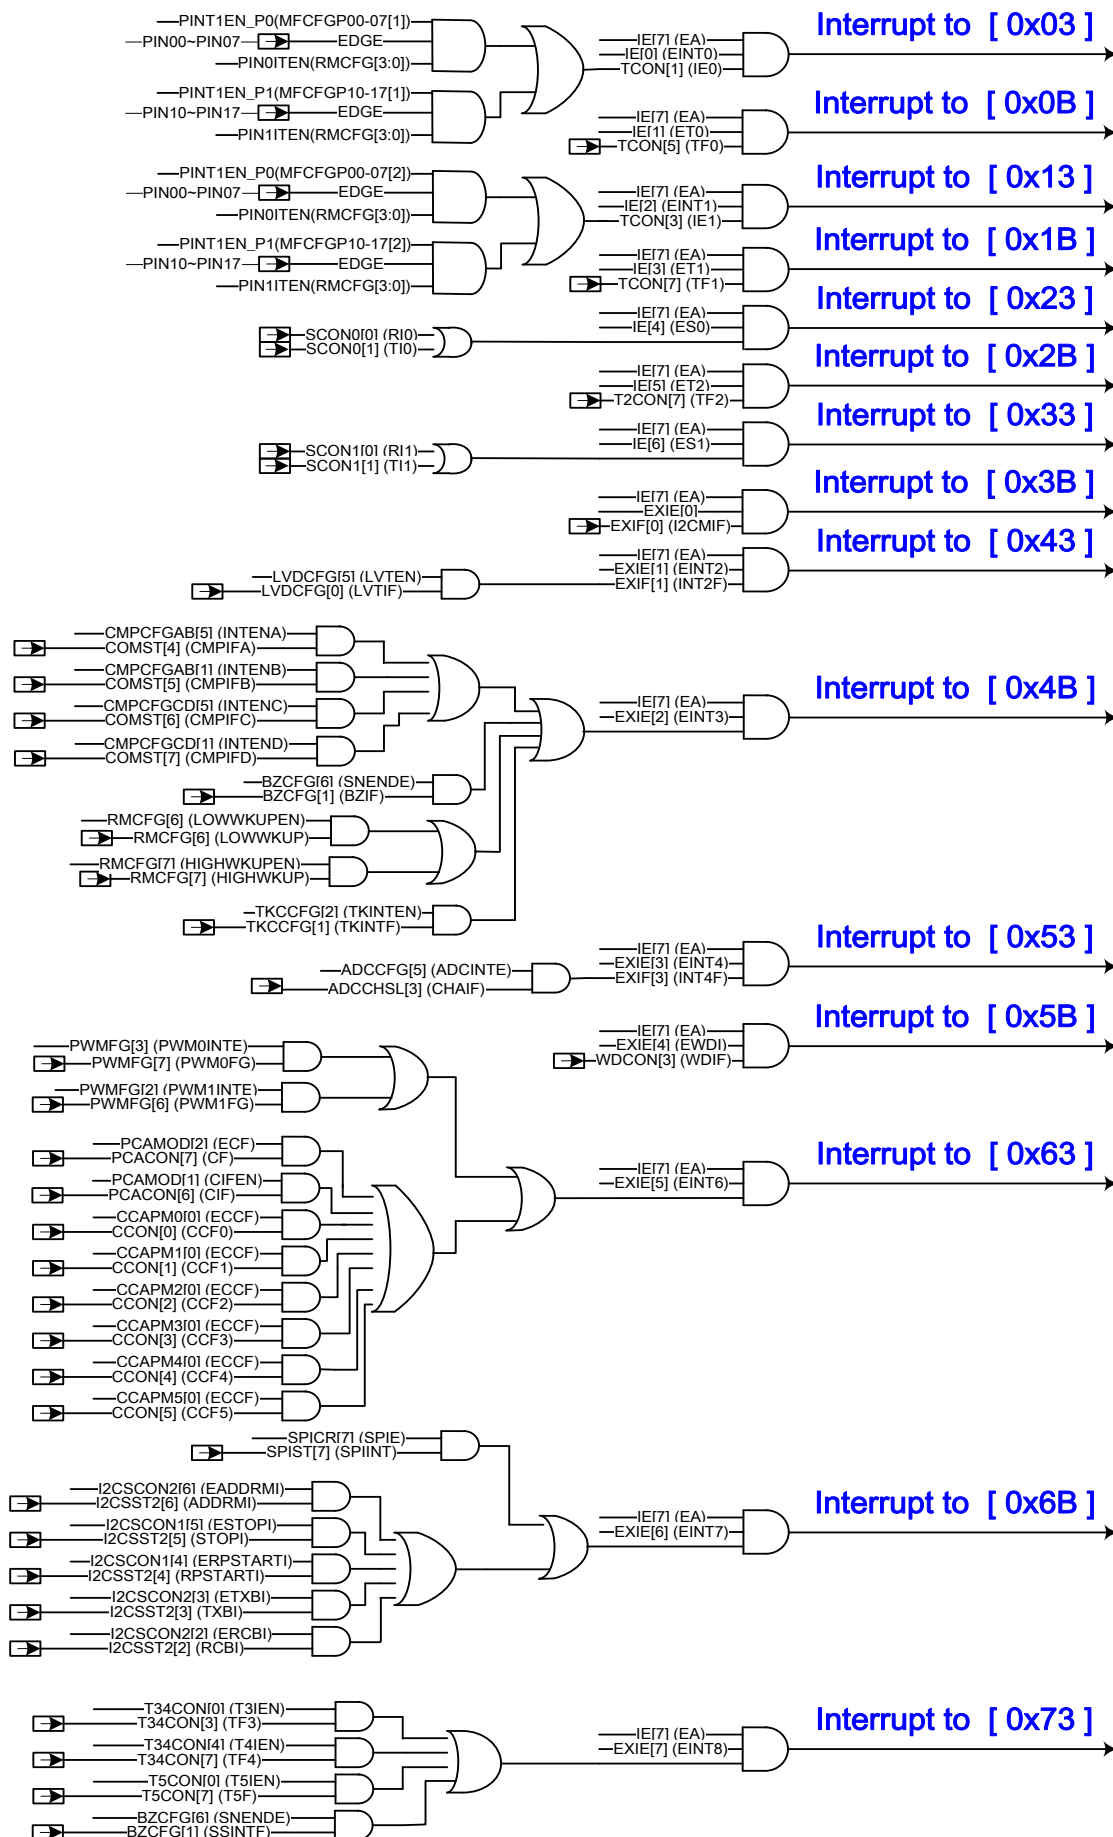 PINT1EN_P0(MFCFGP00-07[1])
PIN00~PIN07 EDGE
PIN0ITEN(RMCFG[3:0])
IE[7] (EA)
IE[0] (EINT0)
TCON[1] (IE0)
Interrupt to [ 0x03 ]
PINT1EN_P1(MFCFGP10-17[1])
PIN10~PIN17 EDGE
PIN1ITEN(RMCFG[3:0])
IE[7] (EA)
IE[1] (ET0)
TCON[5] (TF0)
Interrupt to [ 0x0B ]
PINT1EN_P0(MFCFGP00-07[2])
PIN00~PIN07 EDGE
PIN0ITEN(RMCFG[3:0])
IE[7] (EA)
IE[2] (EINT1)
TCON[3] (IE1)
Interrupt to [ 0x13 ]
PINT1EN_P1(MFCFGP10-17[2])
PIN10~PIN17 EDGE
PIN1ITEN(RMCFG[3:0])
IE[7] (EA)
IE[3] (ET1)
TCON[7] (TF1)
Interrupt to [ 0x1B ]
SCON0[0] (RI0)
SCON0[1] (TI0)
IE[7] (EA)
IE[4] (ES0)
Interrupt to [ 0x23 ]
IE[7] (EA)
IE[5] (ET2)
T2CON[7] (TF2)
Interrupt to [ 0x2B ]
SCON1[0] (RI1)
SCON1[1] (TI1)
IE[7] (EA)
IE[6] (ES1)
Interrupt to [ 0x33 ]
IE[7] (EA)
EXIE[0]
EXIF[0] (I2CMIF)
Interrupt to [ 0x3B ]
LVDCFG[5] (LVTEN)
LVDCFG[0] (LVTIF)
IE[7] (EA)
EXIE[1] (EINT2)
EXIF[1] (INT2F)
Interrupt to [ 0x43 ]
CMPCFGAB[5] (INTENA)
COMST[4] (CMPIFA)
CMPCFGAB[1] (INTENB)
COMST[5] (CMPIFB)
CMPCFGCD[5] (INTENC)
COMST[6] (CMPIFC)
CMPCFGCD[1] (INTEND)
COMST[7] (CMPIFD)
BZCFG[6] (SNENDE)
BZCFG[1] (BZIF)
RMCFG[6] (LOWWKUPEN)
RMCFG[6] (LOWWKUP)
RMCFG[7] (HIGHWKUPEN)
RMCFG[7] (HIGHWKUP)
TKCCFG[2] (TKINTEN)
TKCCFG[1] (TKINTF)
IE[7] (EA)
EXIE[2] (EINT3)
Interrupt to [ 0x4B ]
ADCCFG[5] (ADCINTE)
ADCCHSL[3] (CHAIF)
IE[7] (EA)
EXIE[3] (EINT4)
EXIF[3] (INT4F)
Interrupt to [ 0x53 ]
IE[7] (EA)
EXIE[4] (EWDI)
WDCON[3] (WDIF)
Interrupt to [ 0x5B ]
PWMFG[3] (PWM0INTE)
PWMFG[7] (PWM0FG)
PWMFG[2] (PWM1INTE)
PWMFG[6] (PWM1FG)
PCAMOD[2] (ECF)
PCACON[7] (CF)
PCAMOD[1] (CIFEN)
PCACON[6] (CIF)
CCAPM0[0] (ECCF)
CCON[0] (CCF0)
CCAPM1[0] (ECCF)
CCON[1] (CCF1)
CCAPM2[0] (ECCF)
CCON[2] (CCF2)
CCAPM3[0] (ECCF)
CCON[3] (CCF3)
CCAPM4[0] (ECCF)
CCON[4] (CCF4)
CCAPM5[0] (ECCF)
CCON[5] (CCF5)
IE[7] (EA)
EXIE[5] (EINT6)
Interrupt to [ 0x63 ]
SPICR[7] (SPIE)
SPIST[7] (SPIINT)
I2CSCON2[6] (EADDRMI)
I2CSST2[6] (ADDRMI)
I2CSCON1[5] (ESTOPI)
I2CSST2[5] (STOPI)
I2CSCON1[4] (ERPSTARTI)
I2CSST2[4] (RPSTARTI)
I2CSCON2[3] (ETXBI)
I2CSST2[3] (TXBI)
I2CSCON2[2] (ERCBI)
I2CSST2[2] (RCBI)
IE[7] (EA)
EXIE[6] (EINT7)
Interrupt to [ 0x6B ]
T34CON[0] (T3IEN)
T34CON[3] (TF3)
T34CON[4] (T4IEN)
T34CON[7] (TF4)
T5CON[0] (T5IEN)
T5CON[7] (T5F)
BZCFG[6] (SNENDE)
BZCFG[1] (SSINTF)
IE[7] (EA)
EXIE[7] (EINT8)
Interrupt to [ 0x73 ]